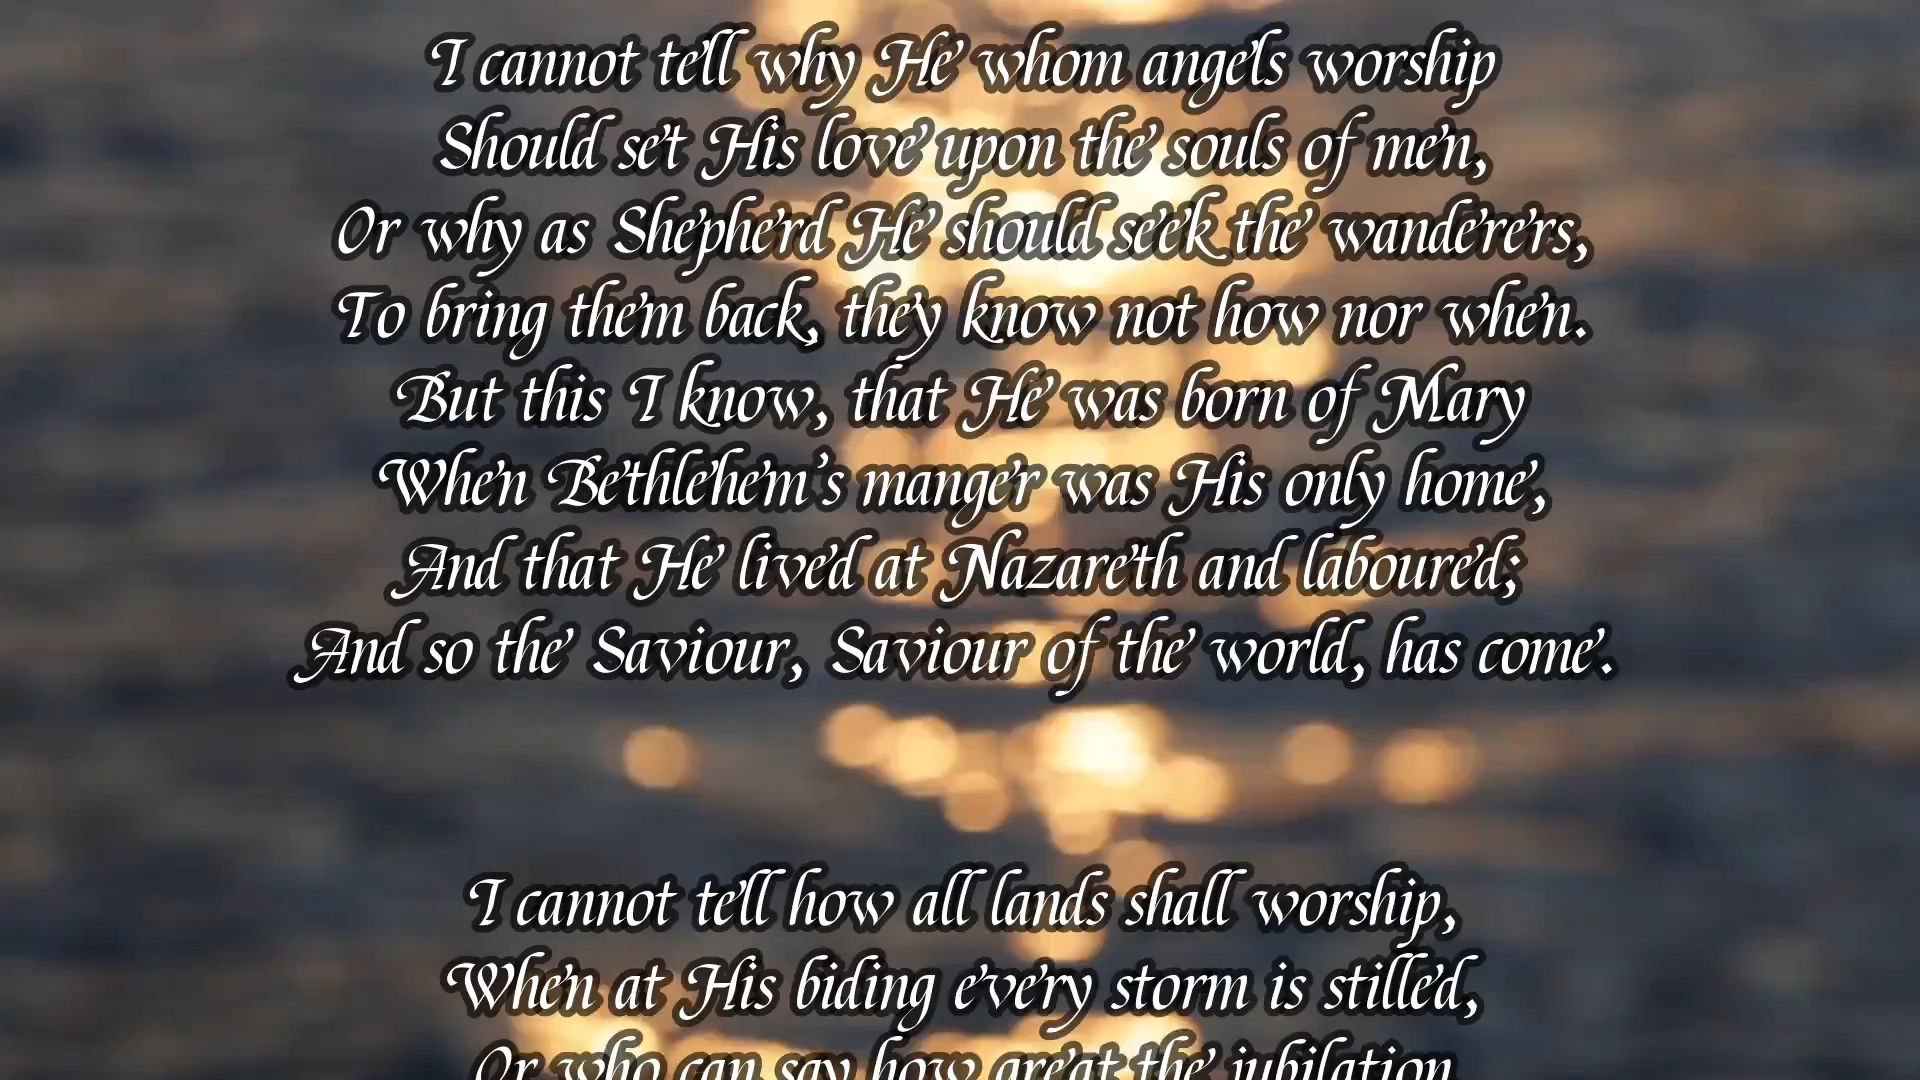 I cannot tell why He whom angels worship
Should set His love upon the souls of men,
Or why as Shepherd He should seek the wanderers,
To bring them back, they know not how nor when.
But this I know, that He was born of Mary
When Bethlehem's manger was His only home,
And that He lived at Nazareth and laboured;
And so the Saviour, Saviour of the world, has come.
I cannot tell how all lands shall worship,
When at His biding every storm is stilled,
Or who can say how great the jubilation